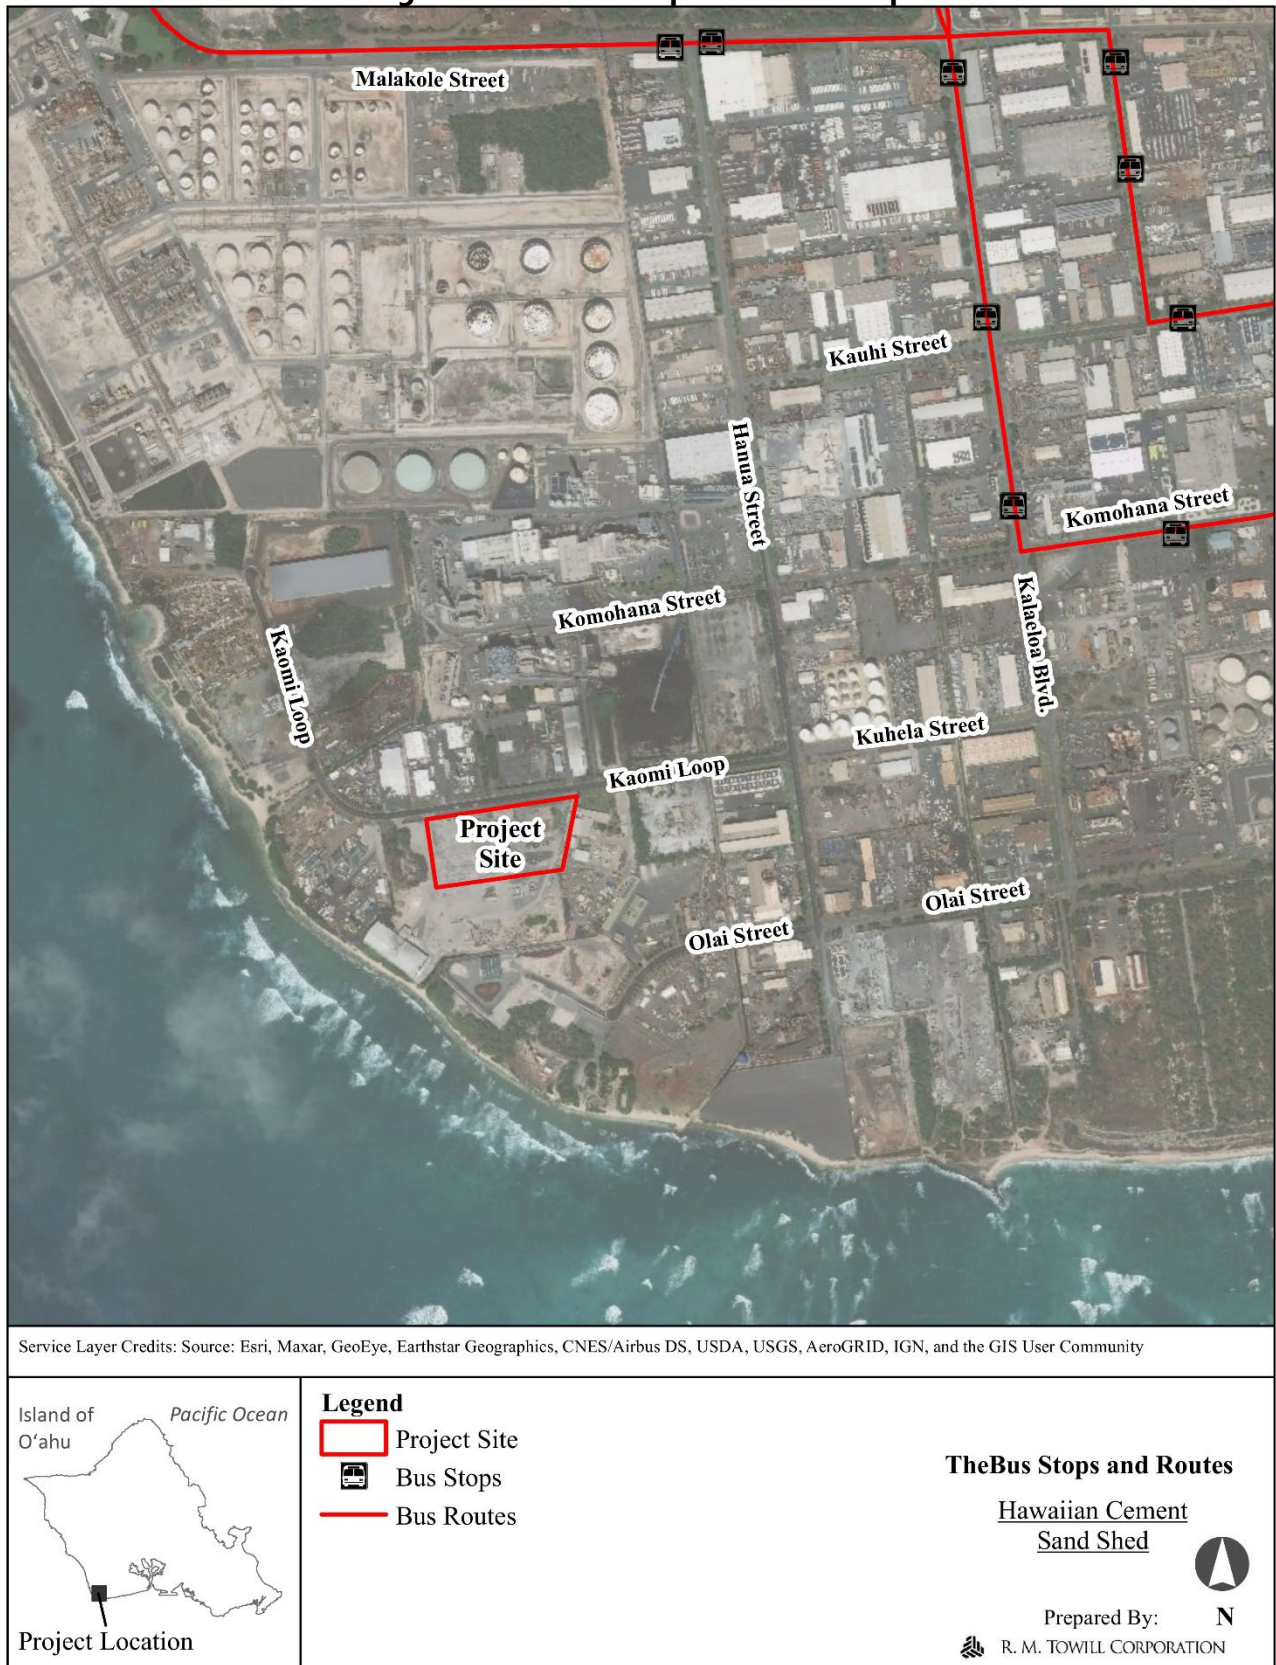 Malakole Street
Kauhi Street
Hanua Street
Komohana Street
Komohana Street
Kalaeloa Blvd.
Kaomi Loop
Kuhela Street
Kaomi Loop
Project
Site
Olai Street
Olai Street
Service Layer Credits: Source: Esri, Maxar, GeoEye, Earthstar Geographics, CNES/Airbus DS, USDA, USGS, AeroGRID, IGN, and the GIS User Community
Island of
Oʻahu
Pacific Ocean
Project Location
Legend
Project Site
Bus Stops
Bus Routes
TheBus Stops and Routes
Hawaiian Cement
Sand Shed
N
Prepared By:
R. M. TOWILL CORPORATION